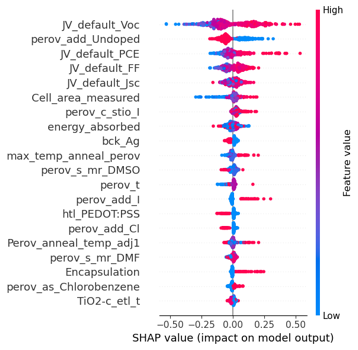 High
JV_default_Voc
perov_add_Undoped
JV_default_PCE
JV_default_FF
JV_default_Jsc
Cell_area_measured
perov_c_stio_I
energy_absorbed
bck_Ag
max_temp_anneal_perov
perov_s_mr_DMSO
perov_t
perov_add_I
htl_PEDOT:PSS
perov_add_Cl
Perov_anneal_temp_adj1
perov_s_mr_DMF
Encapsulation
perov_as_Chlorobenzene
TiO2-c_etl_t
Feature value
Low
−0.50 −0.25 0.00 0.25 0.50
SHAP value (impact on model output)